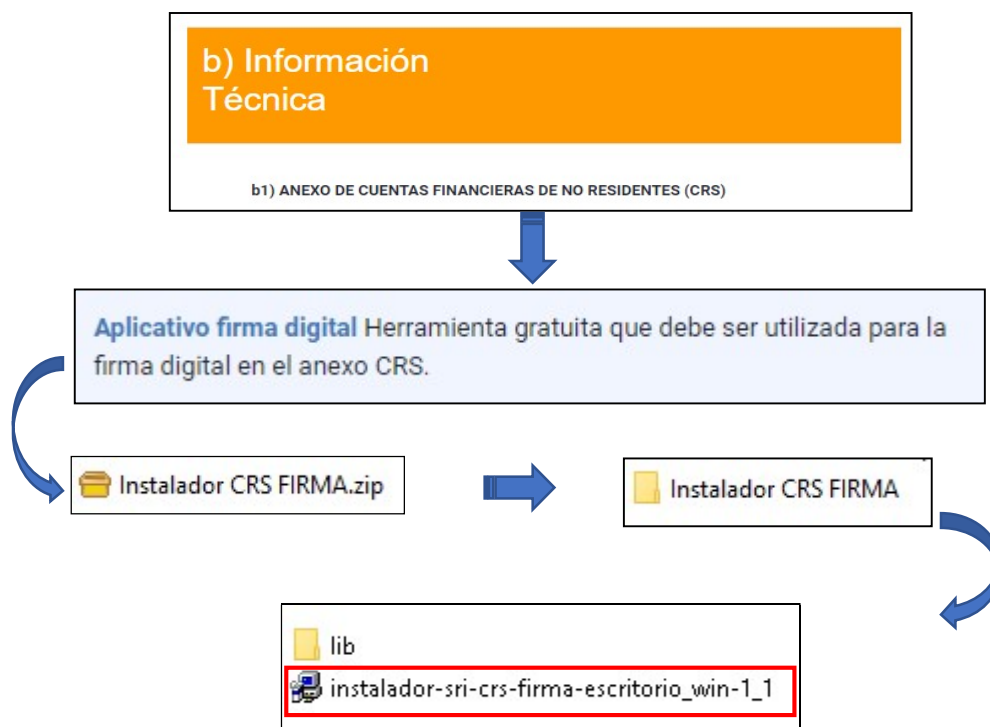 b) Información
Técnica
b1) ANEXO DE CUENTAS FINANCIERAS DE NO RESIDENTES (CRS)
Aplicativo firma digital Herramienta gratuita que debe ser utilizada para la
firma digital en el anexo CRS.
Instalador CRS FIRMA.zip
Instalador CRS FIRMA
lib
instalador-sri-crs-firma-escritorio_win-1_1